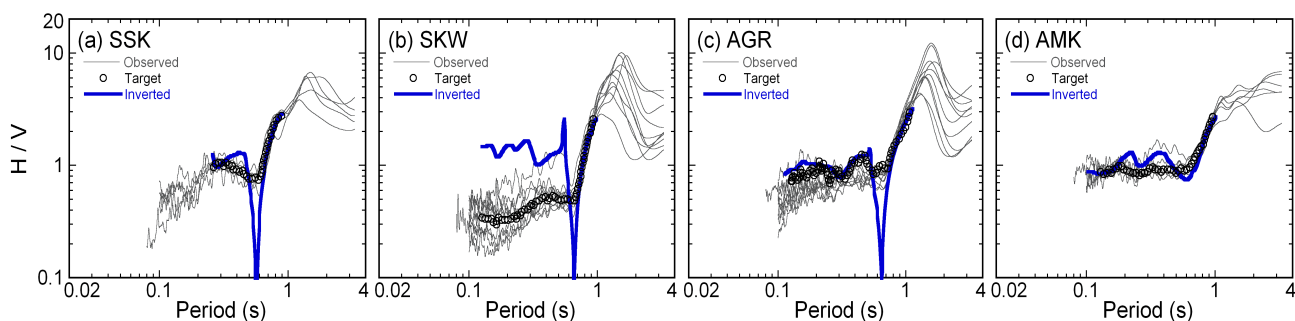 20
10
1
0.1
H / V
(a) SSK
Observed
Target
Inverted
0.02 0.1 1 4
Period (s)
(b) SKW
Observed
Target
Inverted
0.02 0.1 1 4
Period (s)
(c) AGR
Observed
Target
Inverted
0.02 0.1 1 4
Period (s)
(d) AMK
Observed
Target
Inverted
0.02 0.1 1 4
Period (s)